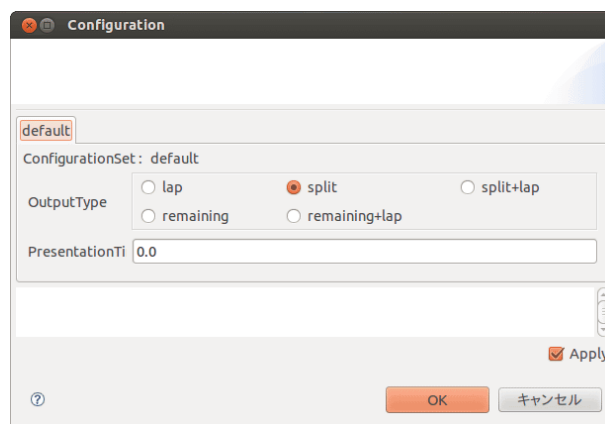 Configuration
default
ConfigurationSet: default
OutputType
lap
split
split+lap
remaining
remaining+lap
PresentationTi 0.0
Apply
?
OK
キャンセル